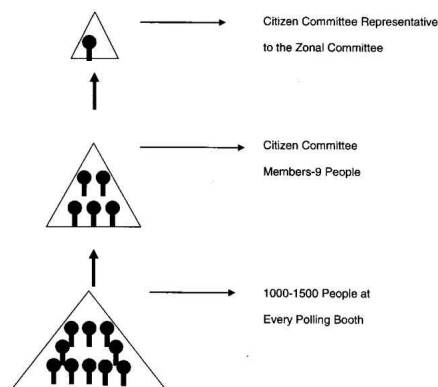 Citizen Committee Representative
to the Zonal Committee
Citizen Committee
Members-9 People
1000-1500 People at
Every Polling Booth